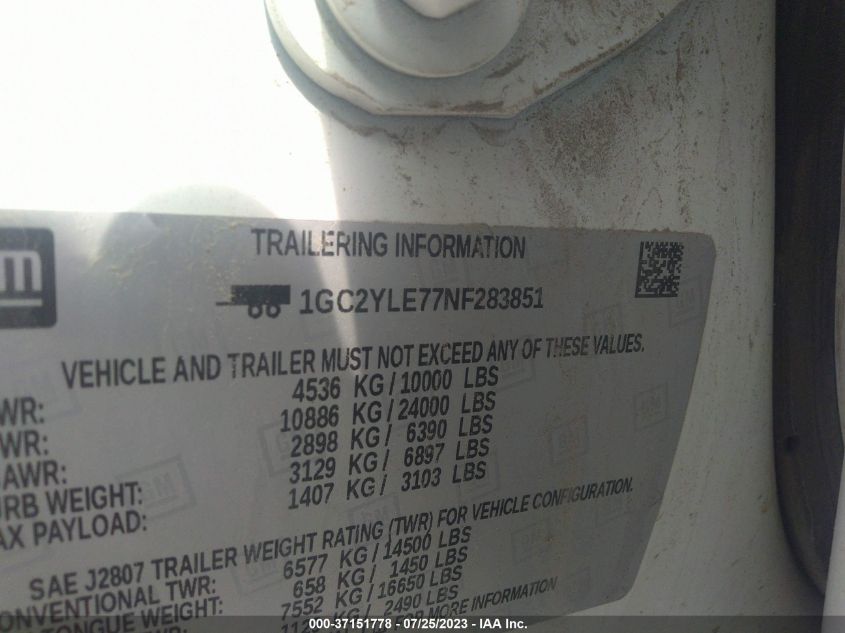 m
TRAILERING INFORMATION
1GC2YLE77NF283851
VEHICLE AND TRAILER MUST NOT EXCEED ANY OF THESE VALUES.
WR: 4536 KG / 10000 LBS
WR: 10886 KG / 24000 LBS
AWR: 2898 KG / 6390 LBS
URB WEIGHT: 3129 KG / 6897 LBS
AX PAYLOAD: 1407 KG / 3103 LBS
SAE J2807 TRAILER WEIGHT RATING (TWR) FOR VEHICLE CONFIGURATION.
CONVENTIONAL TWR: 6577 KG / 14500 LBS
TONGUE WEIGHT: 658 KG / 1450 LBS
7552 KG / 16650 LBS
2490 LBS
FOR MORE INFORMATION
000-37151778 - 07/25/2023 - IAA Inc.